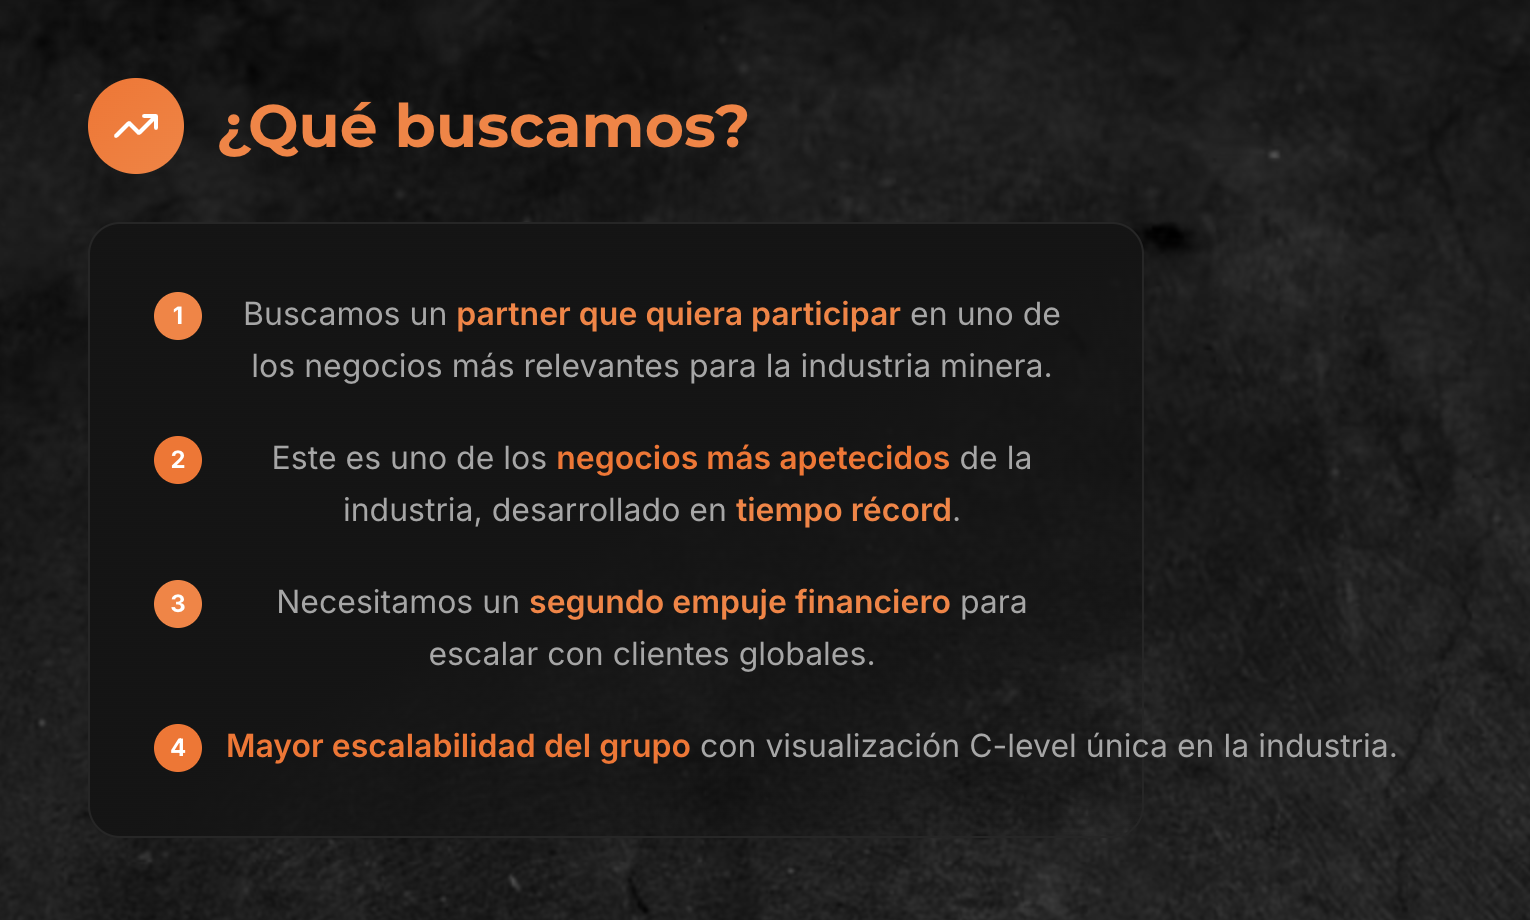 ¿Qué buscamos?
1 Buscamos un partner que quiera participar en uno de
los negocios más relevantes para la industria minera.
2 Este es uno de los negocios más apetecidos de la
industria, desarrollado en tiempo récord.
3 Necesitamos un segundo empuje financiero para
escalar con clientes globales.
4 Mayor escalabilidad del grupo con visualización C-level única en la industria.